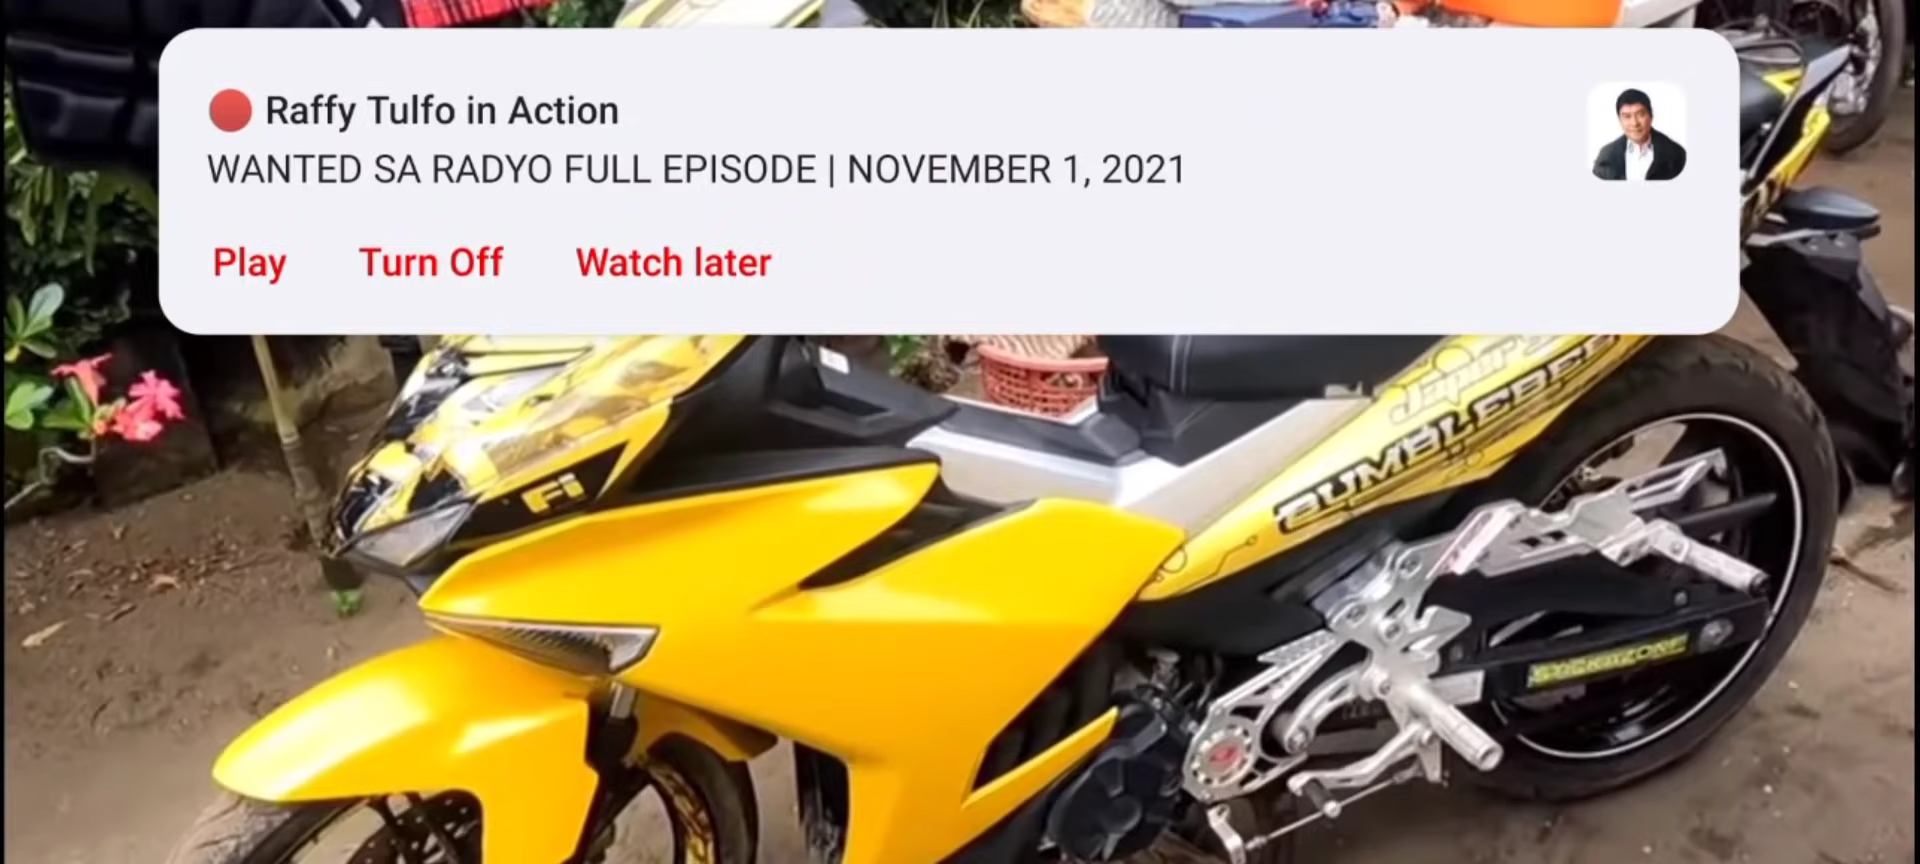 Raffy Tulfo in Action
WANTED SA RADYO FULL EPISODE | NOVEMBER 1, 2021
Play Turn Off Watch later
Fi
BUMBLEBEE